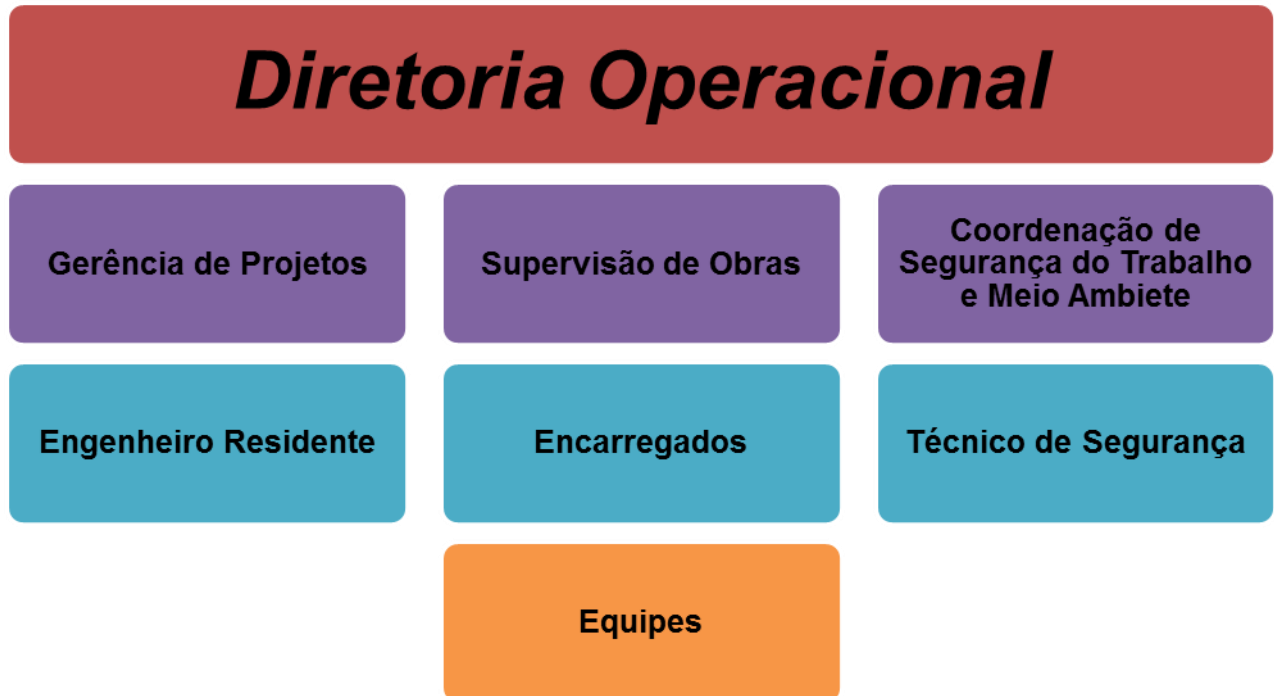 Diretoria Operacional
Gerência de Projetos
Supervisão de Obras
Coordenação de
Segurança do Trabalho
e Meio Ambiete
Engenheiro Residente
Encarregados
Técnico de Segurança
Equipes